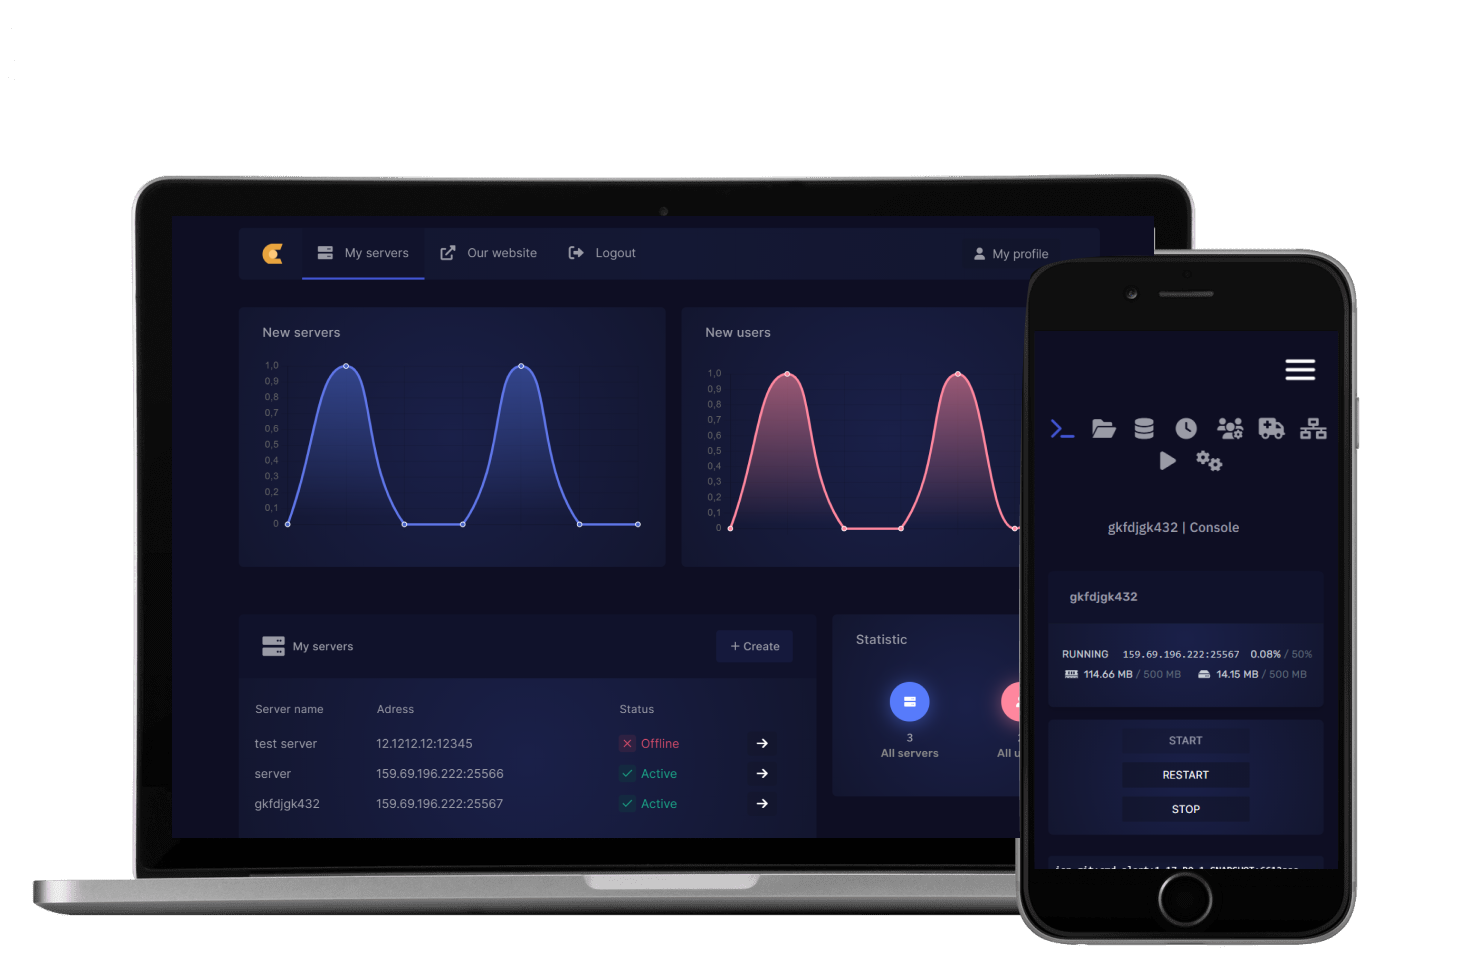 My servers
Our website
Logout
My profile
New servers
1,0
0,9
0,8
0,7
0,6
0,5
0,4
0,3
0,2
0,1
0
New users
1,0
0,9
0,8
0,7
0,6
0,5
0,4
0,3
0,2
0,1
0
My servers
+ Create
Server name Adress Status
test server 12.1212.12:12345 Offline
server 159.69.196.222:25566 Active
gkfdjgk432 159.69.196.222:25567 Active
Statistic
3
All servers
All u
gkfdjgk432 | Console
gkfdjgk432
RUNNING 159.69.196.222:25567 0.08% / 50%
114.66 MB / 500 MB 14.15 MB / 500 MB
START
RESTART
STOP